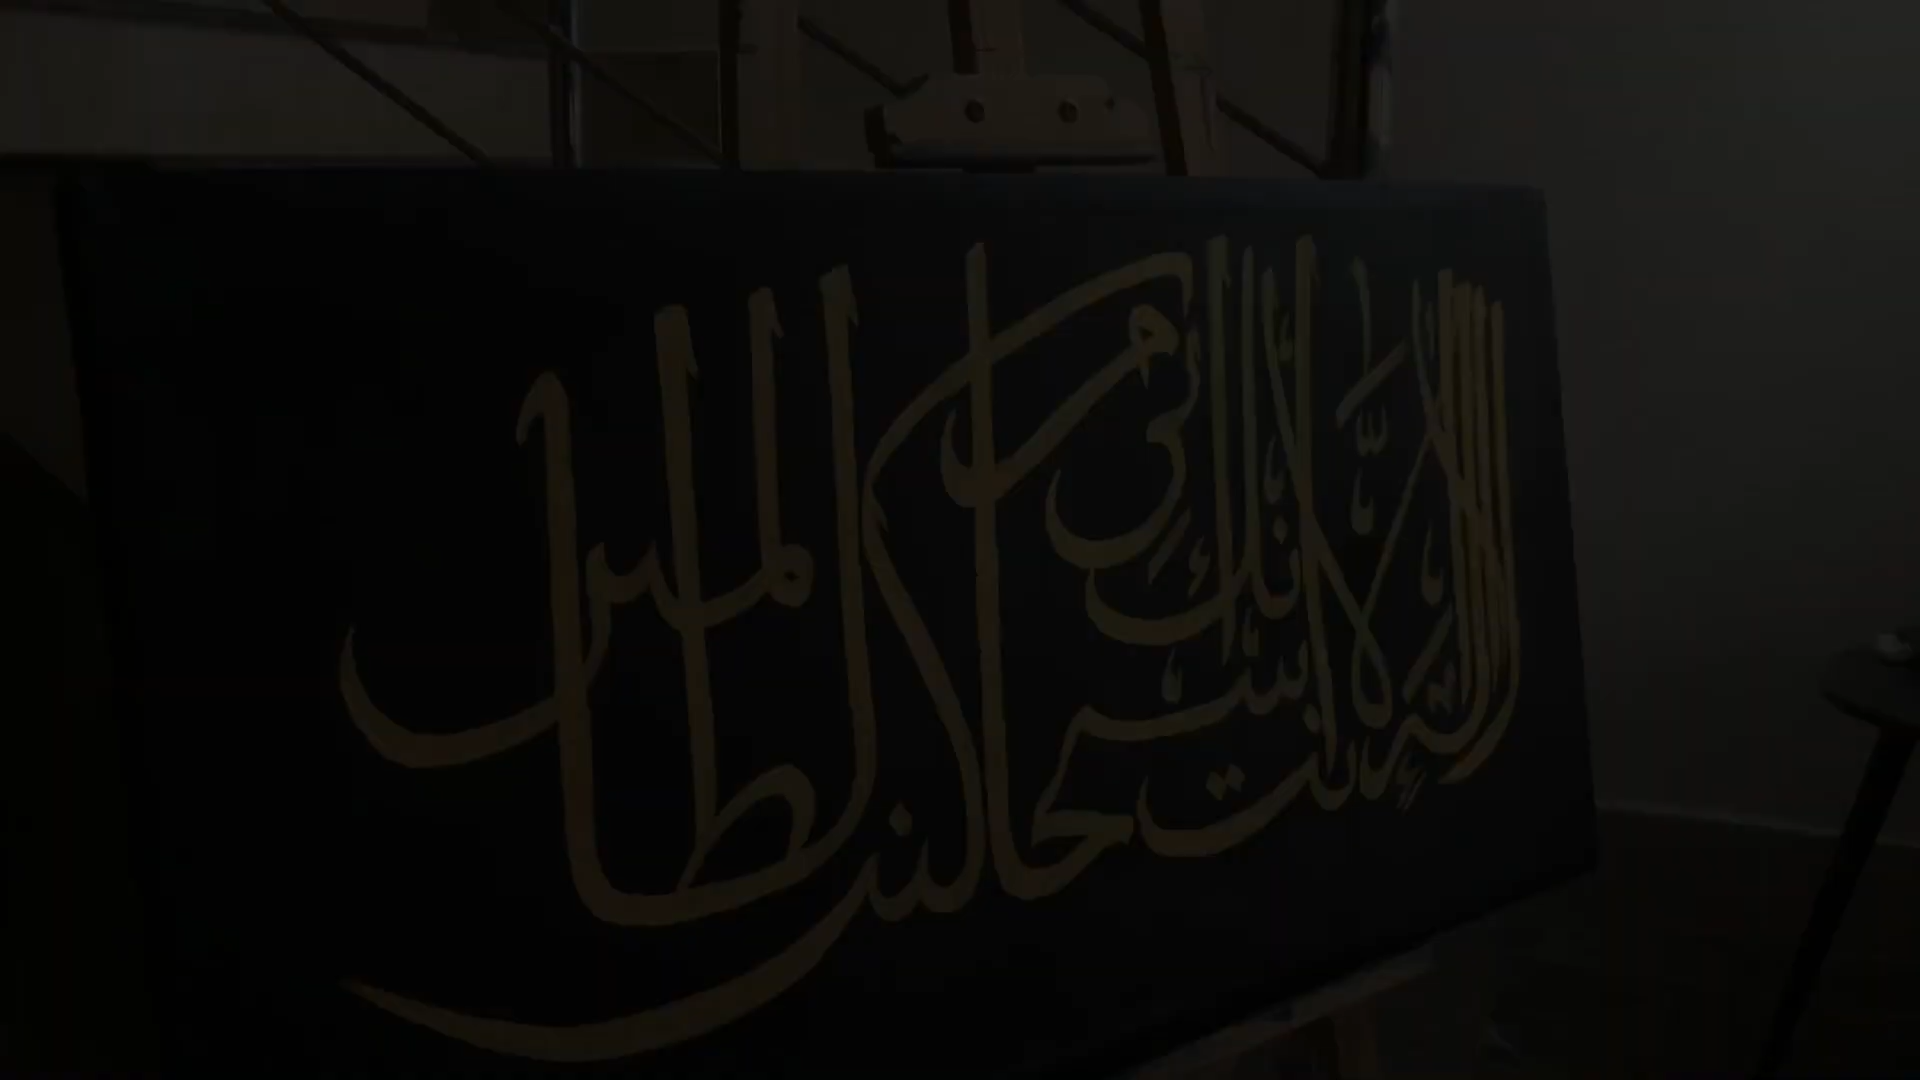 لا إله إلا أنت سبحانك إني كنت من الظالمين